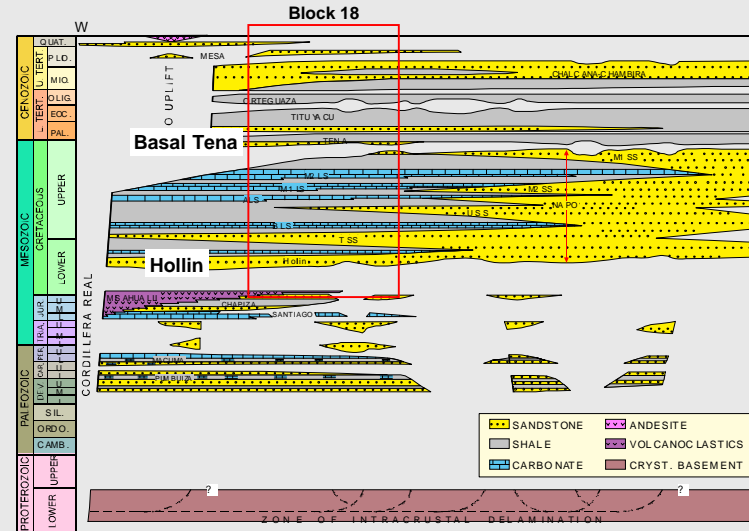 Block 18
W
CENOZOIC
L. TERT.
U. TERT
QUAT.
PLIO.
MIO.
OLIG.
EOC.
PAL.
MESOZOIC
CRETACEOUS
UPPER
LOWER
JUR
U
M
L
PALEOZOIC
PER.
CAR.
DEV.
SIL.
ORDO.
CAMB.
PROTEROZOIC
UPPER
LOWER
CORDILLERA REAL
O UPLIFT
MESA
CHALCANA-CHAMBIRA
ORTEGUAZA
TITUYACU
Basal Tena
TENA
M1 SS
M2 LS
M1 LS
M2 SS
A LS
NAPO
U SS
B LS
T SS
Hollin
Hollin
MISAHUALLI
CHAPIZA
SANTIAGO
MACUMA
PUMBUIZA
SANDSTONE
ANDESITE
SHALE
VOLCANOCLASTICS
CARBONATE
CRYST. BASEMENT
?
?
ZONE OF INTRACRUSTAL DELAMINATION